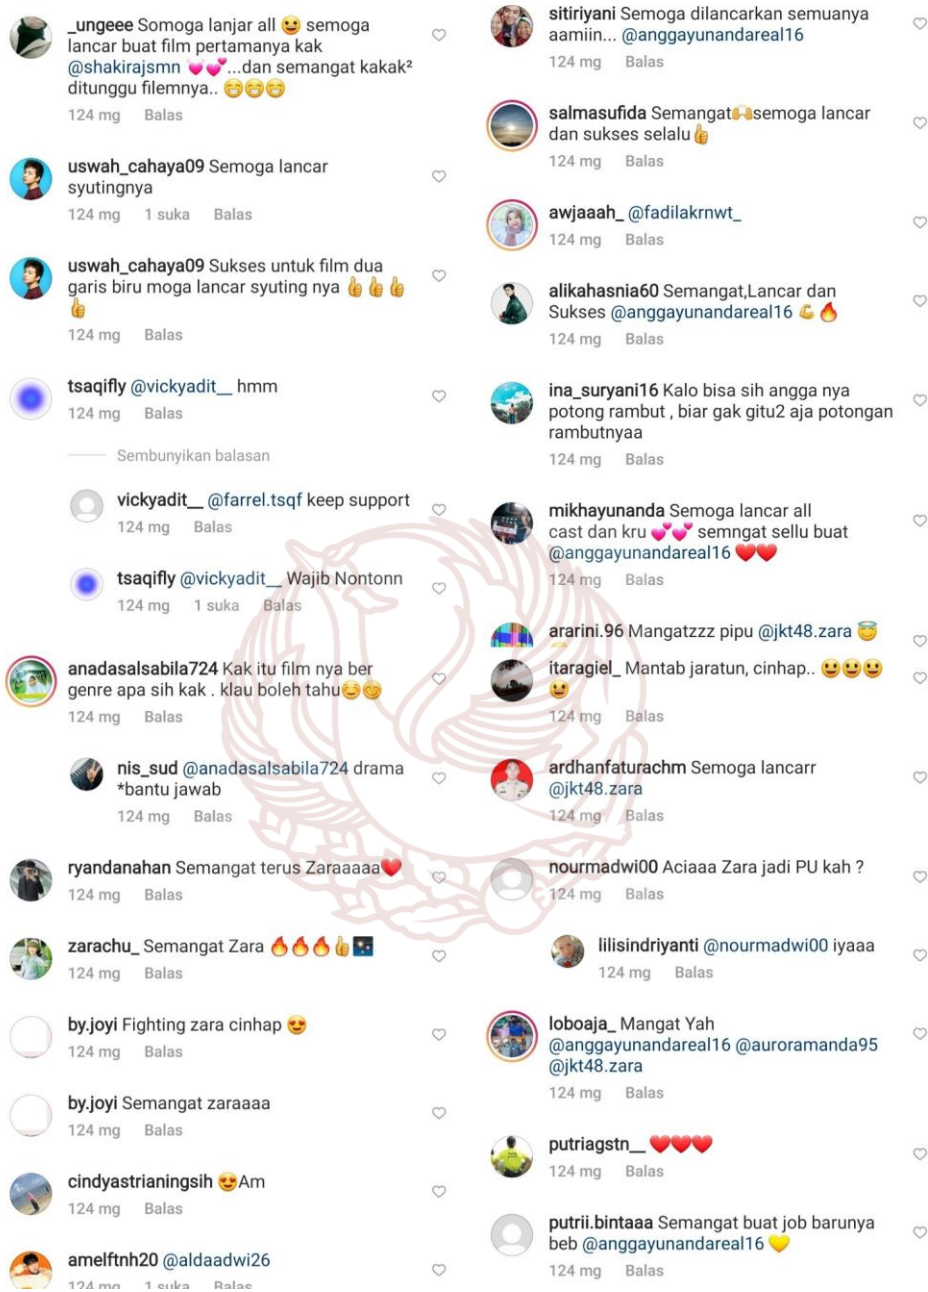 _ungeee Somoga lanjar all 😃 semoga
lancar buat film pertamanya kak
@shakirajsmn 💓💕...dan semangat kakak²
ditunggu filemnya.. 😁😁😁
124 mg Balas
uswah_cahaya09 Semoga lancar
syutingnya
124 mg 1 suka Balas
uswah_cahaya09 Sukses untuk film dua
garis biru moga lancar syuting nya 👍👍👍
👍
124 mg Balas
tsaqifly @vickyadit__ hmm
124 mg Balas
Sembunyikan balasan
vickyadit__ @farrel.tsqf keep support
124 mg Balas
tsaqifly @vickyadit__ Wajib Nontonn
124 mg 1 suka Balas
anadasalsabila724 Kak itu film nya ber
genre apa sih kak . klau boleh tahu☺️😊
124 mg Balas
nis_sud @anadasalsabila724 drama
*bantu jawab
124 mg Balas
ryandanahan Semangat terus Zaraaaaa❤️
124 mg Balas
zarachu_ Semangat Zara 🔥🔥🔥👍🎇
124 mg Balas
by.joyi Fighting zara cinhap 😍
124 mg Balas
by.joyi Semangat zaraaaa
124 mg Balas
cindyastrianingsih 😍Am
124 mg Balas
amelftnh20 @aldaadwi26
124 mg 1 suka Balas
sitiriyani Semoga dilancarkan semuanya
aamiin... @anggayunandareal16
124 mg Balas
salmasufida Semangat🙌semoga lancar
dan sukses selalu👍
124 mg Balas
awjaaah_ @fadilakrnwt_
124 mg Balas
alikahasnia60 Semangat,Lancar dan
Sukses @anggayunandareal16 💪🔥
124 mg Balas
ina_suryani16 Kalo bisa sih angga nya
potong rambut , biar gak gitu2 aja potongan
rambutnyaa
124 mg Balas
mikhayunanda Semoga lancar all
cast dan kru 💕💕 semngat sellu buat
@anggayunandareal16 ❤️❤️
124 mg Balas
ararini.96 Mangatzzz pipu @jkt48.zara 😇
itaragiel_ Mantab jaratun, cinhap.. 😃😃😃
😃
124 mg Balas
ardhanfaturachm Semoga lancarr
@jkt48.zara
124 mg Balas
nourmadwi00 Aciaaa Zara jadi PU kah ?
124 mg Balas
lilisindriyanti @nourmadwi00 iyaaa
124 mg Balas
loboaja_ Mangat Yah
@anggayunandareal16 @auroramanda95
@jkt48.zara
124 mg Balas
putriagstn__ ❤️❤️❤️
124 mg Balas
putrii.bintaaa Semangat buat job barunya
beb @anggayunandareal16 💛
124 mg Balas